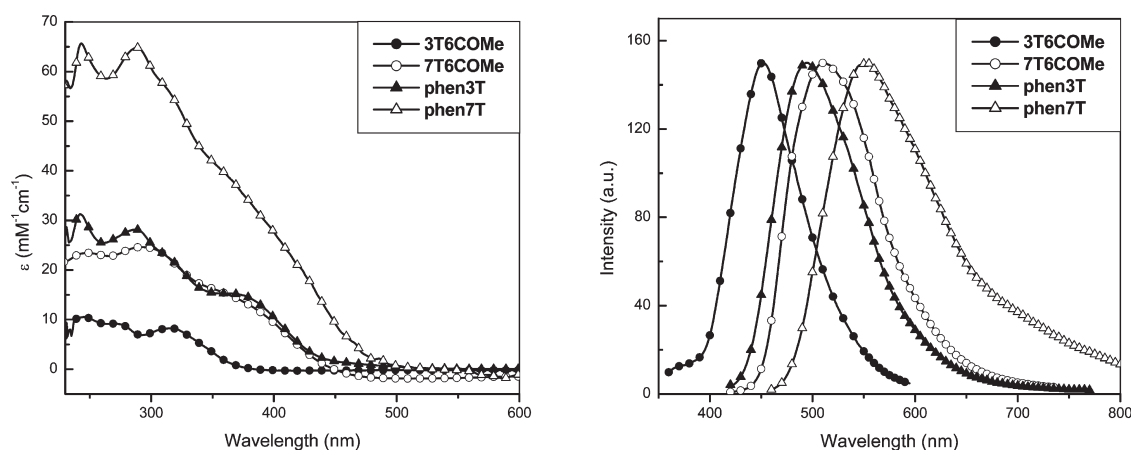 70
60
50
40
30
20
10
0
ε (mM⁻¹cm⁻¹)
3T6COMe
7T6COMe
phen3T
phen7T
300
400
500
600
Wavelength (nm)
160
120
80
40
0
Intensity (a.u.)
3T6COMe
7T6COMe
phen3T
phen7T
400
500
600
700
800
Wavelength (nm)